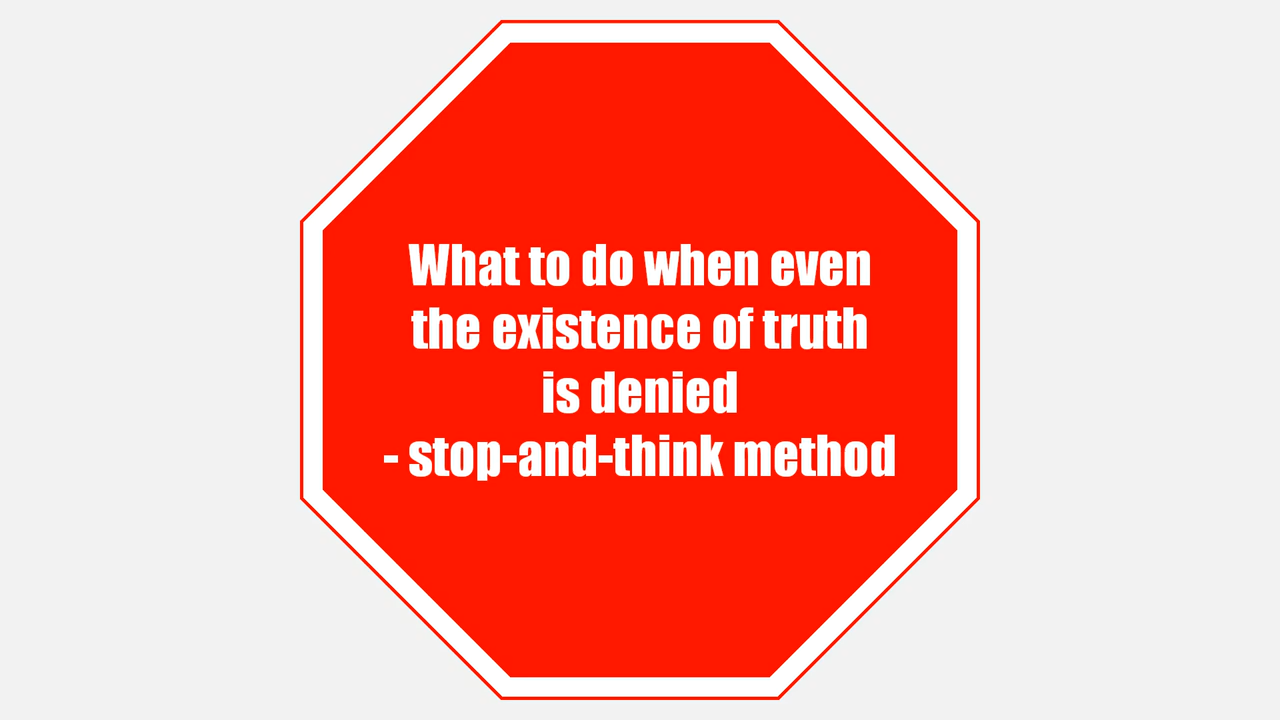 What to do when even
the existence of truth
is denied
- stop-and-think method